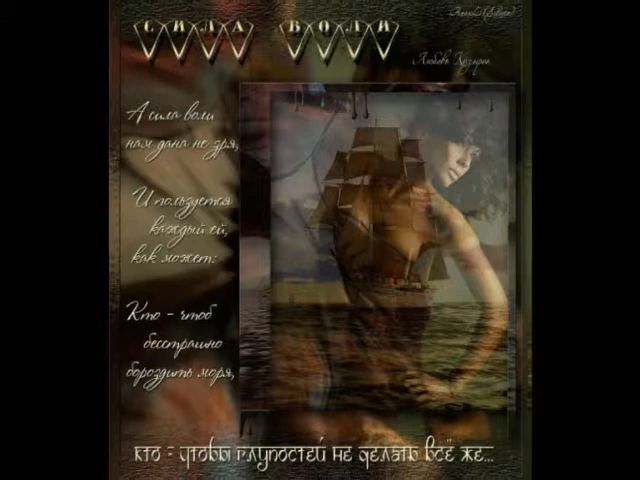 СИЛА ВОЛИ
Любовь Козырь
А сила воли
нам дана не зря,
И пользуется
каждый ей,
как может:
Кто - чтоб
бесстрашно
бороздить моря,
кто - чтобы глупостей не делать всё же...